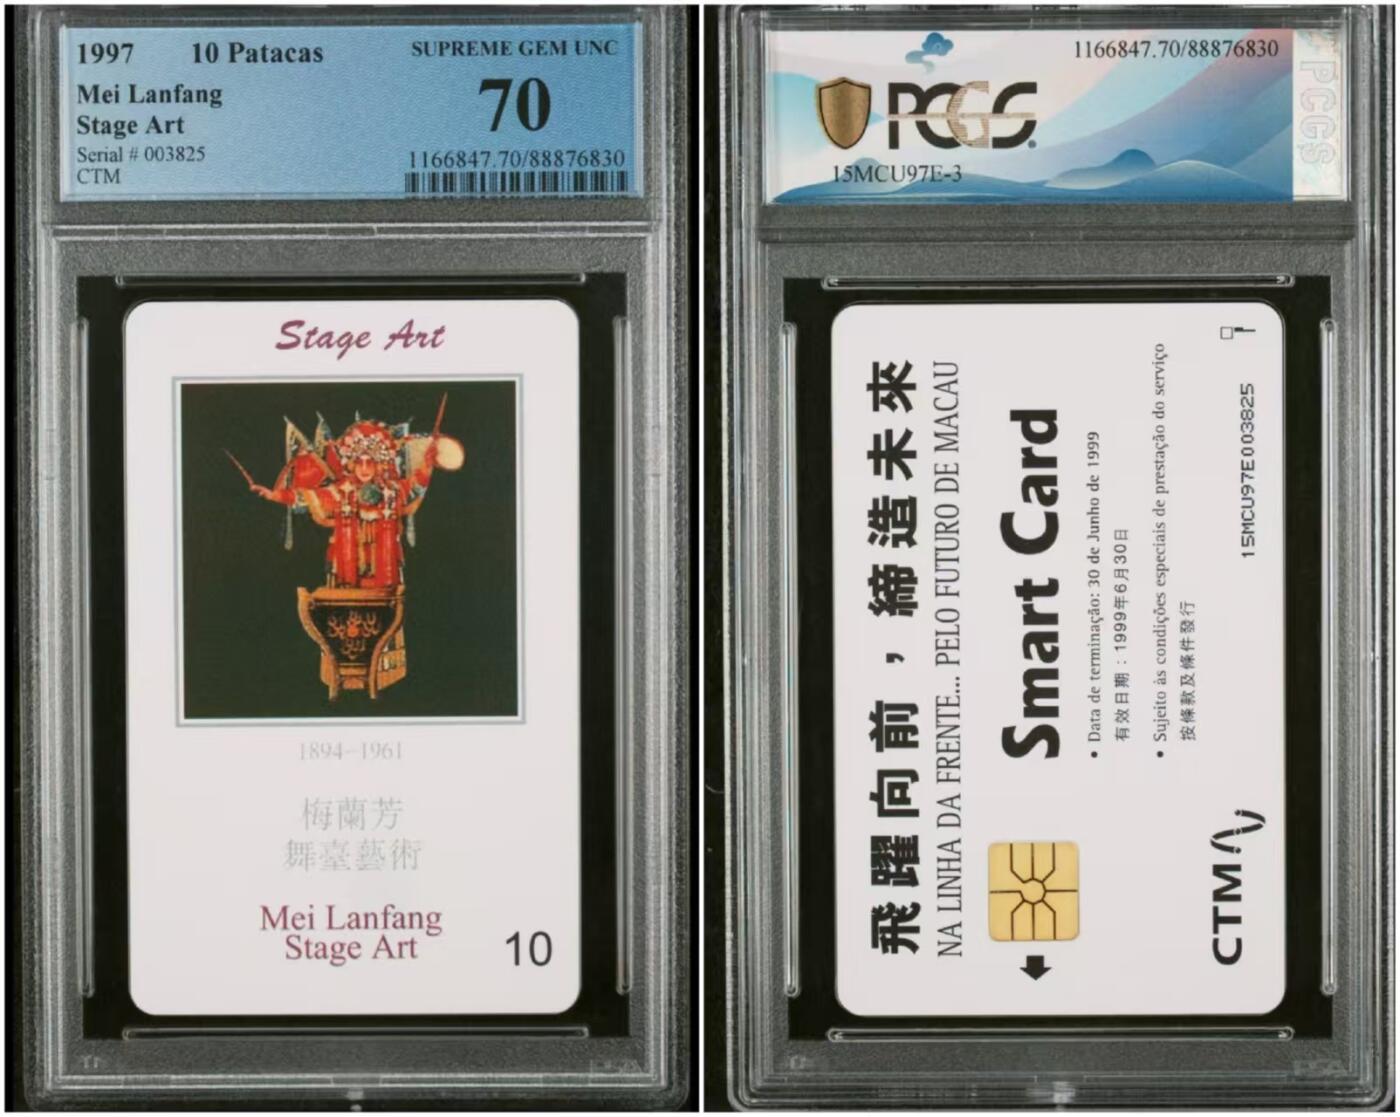 1997 10 Patacas
Mei Lanfang
Stage Art
Serial # 003825
CTM
SUPREME GEM UNC
70
1166847.70/88876830
Stage Art
1894-1961
梅蘭芳
舞臺藝術
Mei Lanfang
Stage Art
10
1166847.70/88876830
PCGS
15MCU97E-3
PCGS
飛躍向前，締造未來
NA LINHA DA FRENTE... PELO FUTURO DE MACAU
Smart Card
• Data de terminação: 30 de Junho de 1999
有效日期：1999年6月30日
• Sujeito às condições especiais de prestação do serviço
按條款及條件發行
CTM
15MCU97E003825